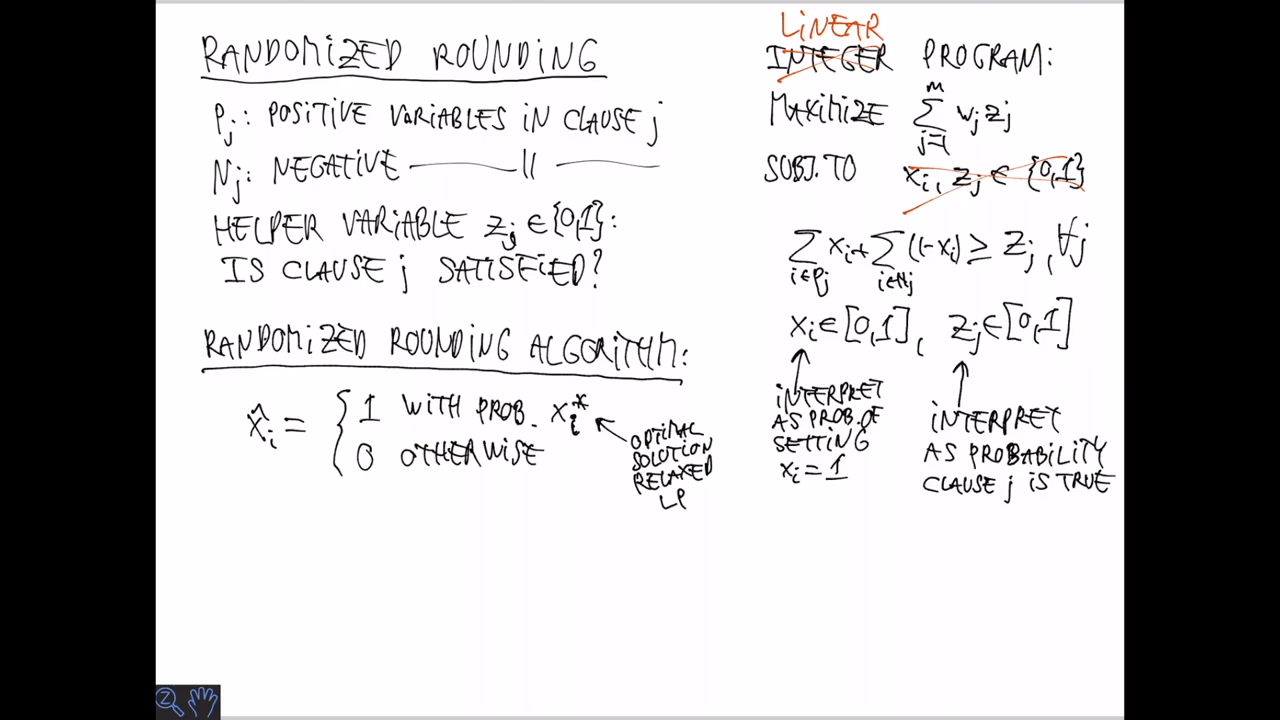 RANDOMIZED ROUNDING
Pj: POSITIVE VARIABLES IN CLAUSE j
Nj: NEGATIVE —— 11 ——
HELPER VARIABLE Zj ∈ {0,1}:
IS CLAUSE j SATISFIED?
RANDOMIZED ROUNDING ALGORITHM:
x̂i = { 1 WITH PROB. xi*
0 OTHERWISE
OPTIMAL
SOLUTION
RELAXED
LP
LINEAR
INTEGER PROGRAM:
MAXIMIZE ∑_{j=1}^{m} wj zj
SUBJ. TO xi, zj ∈ {0,1}
∑_{i∈Pj} xi + ∑_{i∈Nj} (1-xi) ≥ Zj, ∀j
xi ∈ [0,1], zj ∈ [0,1]
INTERPRET
AS PROB. OF
SETTING
xi = 1
INTERPRET
AS PROBABILITY
CLAUSE j IS TRUE
Z